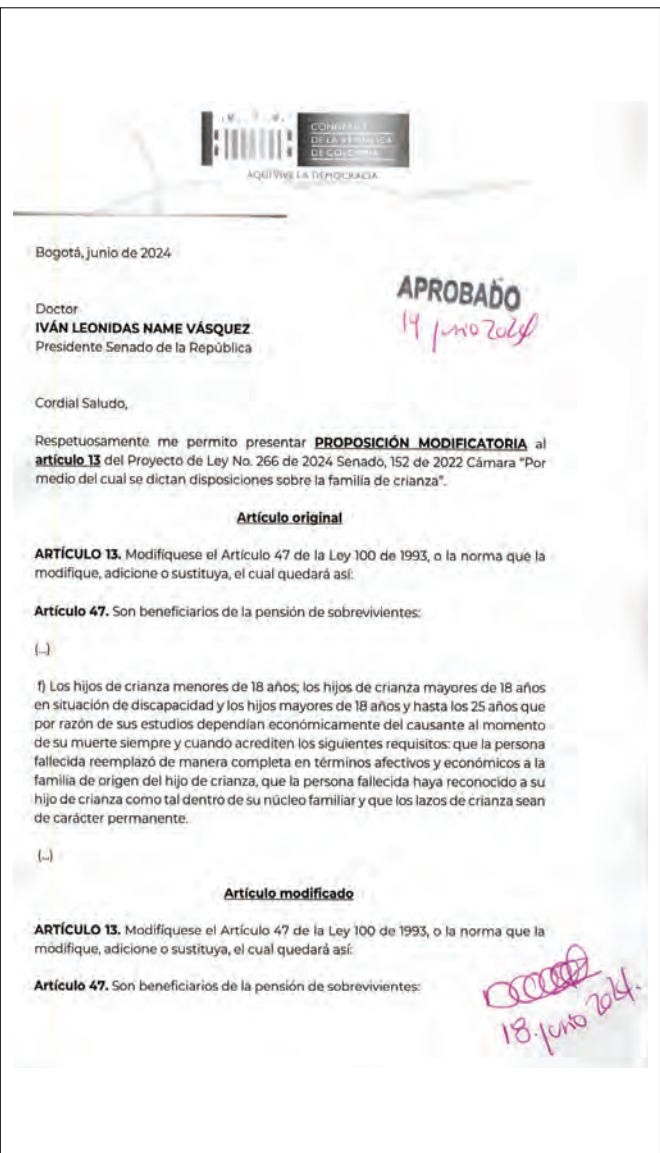 CONGRESO
DE LA REPÚBLICA
DE COLOMBIA
AQUÍ VIVE LA DEMOCRACIA
Bogotá, junio de 2024
APROBADO
19 junio 2024
Doctor
IVÁN LEONIDAS NAME VÁSQUEZ
Presidente Senado de la República
Cordial Saludo,
Respetuosamente me permito presentar PROPOSICIÓN MODIFICATORIA al
artículo 13 del Proyecto de Ley No. 266 de 2024 Senado, 152 de 2022 Cámara "Por
medio del cual se dictan disposiciones sobre la familia de crianza".
Artículo original
ARTÍCULO 13. Modifíquese el Artículo 47 de la Ley 100 de 1993, o la norma que la
modifique, adicione o sustituya, el cual quedará así:
Artículo 47. Son beneficiarios de la pensión de sobrevivientes:
(...)
f) Los hijos de crianza menores de 18 años; los hijos de crianza mayores de 18 años
en situación de discapacidad y los hijos mayores de 18 años y hasta los 25 años que
por razón de sus estudios dependían económicamente del causante al momento
de su muerte siempre y cuando acrediten los siguientes requisitos: que la persona
fallecida reemplazó de manera completa en términos afectivos y económicos a la
familia de origen del hijo de crianza, que la persona fallecida haya reconocido a su
hijo de crianza como tal dentro de su núcleo familiar y que los lazos de crianza sean
de carácter permanente.
(...)
Artículo modificado
ARTÍCULO 13. Modifíquese el Artículo 47 de la Ley 100 de 1993, o la norma que la
modifique, adicione o sustituya, el cual quedará así:
Artículo 47. Son beneficiarios de la pensión de sobrevivientes:
18. junio 2024.